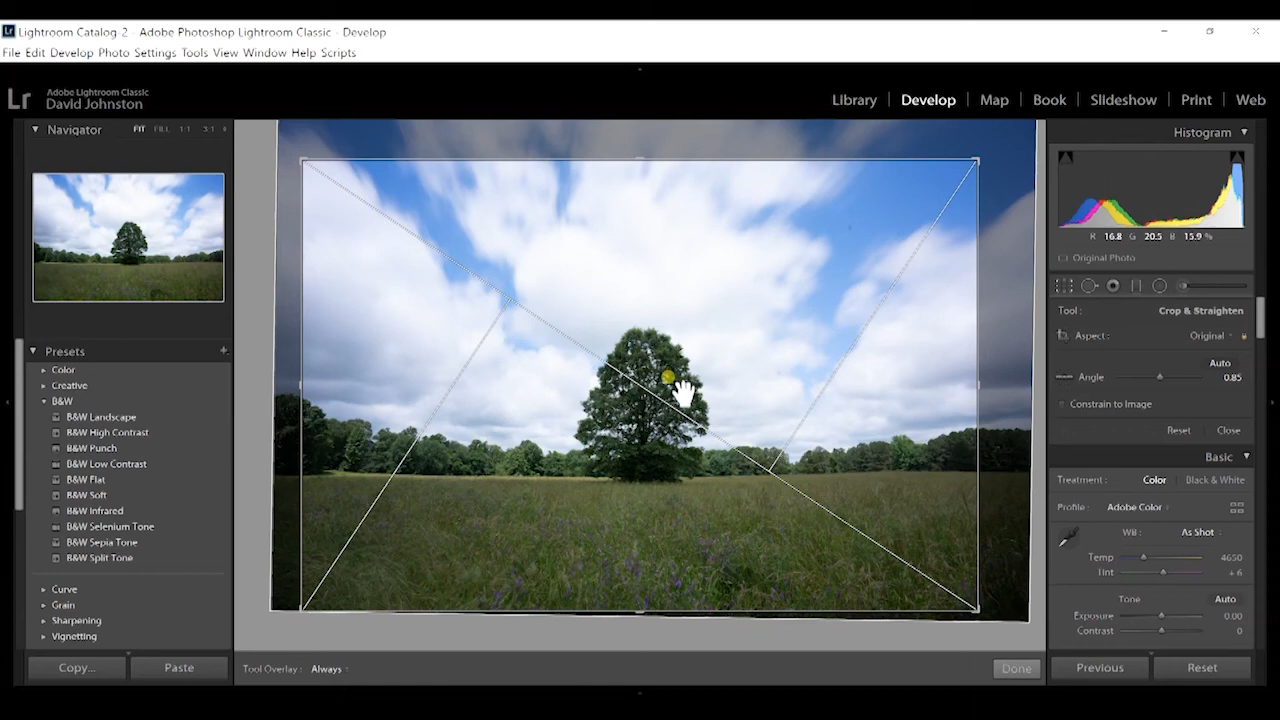 Lr Lightroom Catalog-2 - Adobe Photoshop Lightroom Classic - Develop
File Edit Develop Photo Settings Tools View Window Help Scripts
Lr Adobe Lightroom Classic
David Johnston
Library Develop Map Book Slideshow Print Web
Navigator FIT FILL 1:1 3:1
Presets +
Color
Creative
B&W
B&W Landscape
B&W High Contrast
B&W Punch
B&W Low Contrast
B&W Flat
B&W Soft
B&W Infrared
B&W Selenium Tone
B&W Sepia Tone
B&W Split Tone
Curve
Grain
Sharpening
Vignetting
Copy... Paste
Tool Overlay : Always
Done
Histogram
R 16.8 G 20.5 B 15.9 %
Original Photo
Tool : Crop & Straighten
Aspect : Original
Auto
Angle 0.85
Constrain to Image
Reset Close
Basic
Treatment : Color Black & White
Profile : Adobe Color
WB : As Shot
Temp 4650
Tint + 6
Tone Auto
Exposure 0.00
Contrast 0
Previous Reset